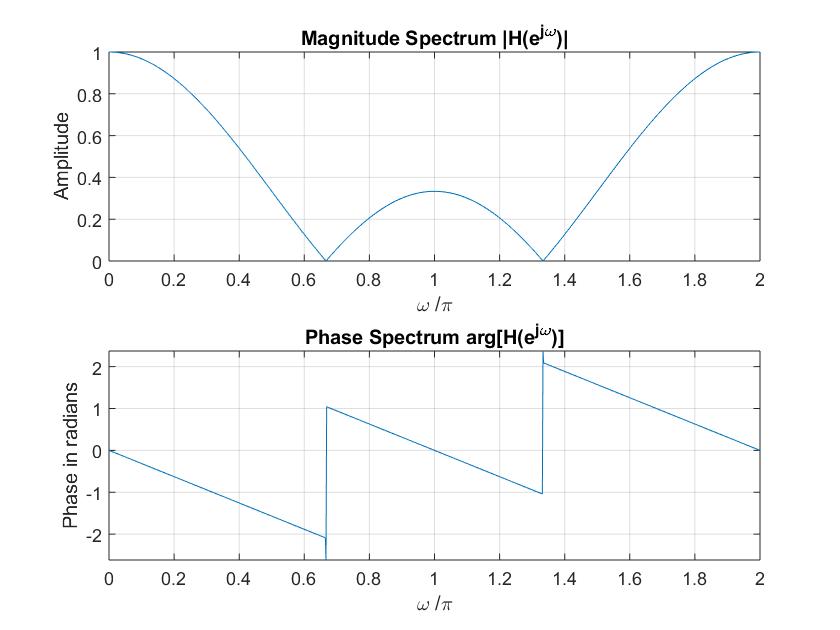 Magnitude Spectrum |H(e^jω)|
1
0.8
0.6
0.4
0.2
0
Amplitude
0 0.2 0.4 0.6 0.8 1 1.2 1.4 1.6 1.8 2
ω /π
Phase Spectrum arg[H(e^jω)]
2
1
0
-1
-2
Phase in radians
0 0.2 0.4 0.6 0.8 1 1.2 1.4 1.6 1.8 2
ω /π